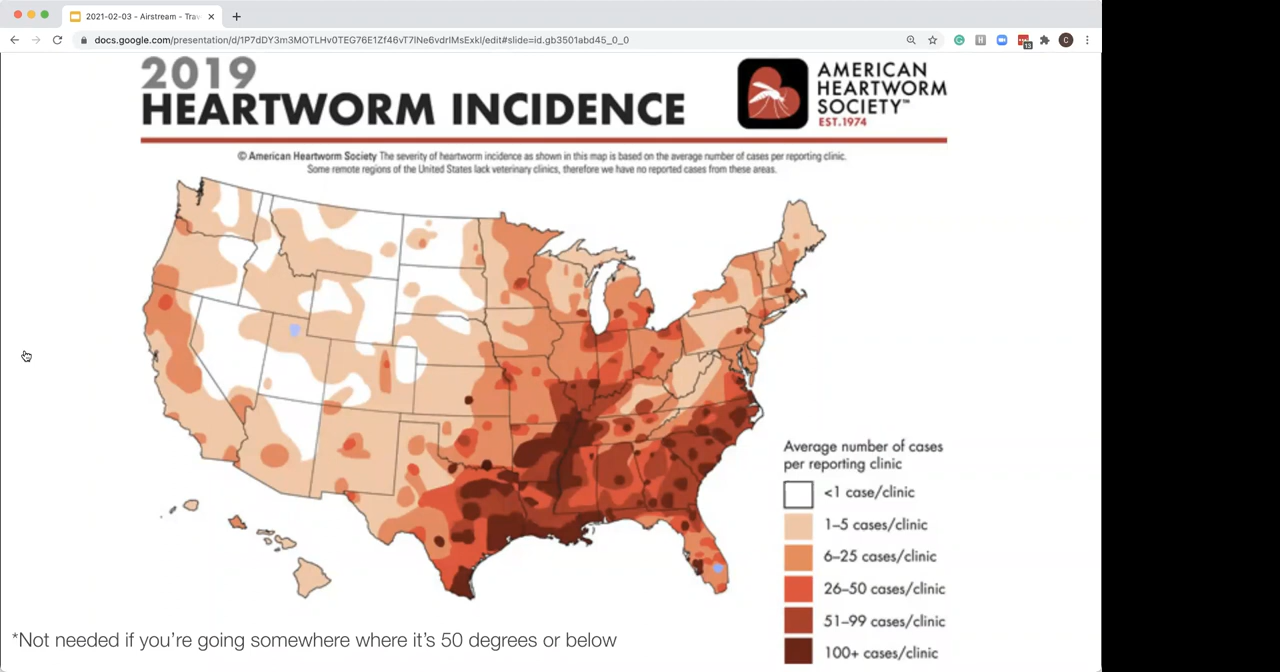 2021-02-03 - Airstream - Trav
docs.google.com/presentation/d/1P7dDY3m3MOTLHv0TEG76E1Zf46vT7lNe6vdrlMsExkI/edit#slide=id.gb3501abd45_0_0
13
C
2019
HEARTWORM INCIDENCE
AMERICAN
HEARTWORM
SOCIETY™
EST.1974
© American Heartworm Society The severity of heartworm incidence as shown in this map is based on the average number of cases per reporting clinic.
Some remote regions of the United States lack veterinary clinics, therefore we have no reported cases from these areas.
Average number of cases
per reporting clinic
<1 case/clinic
1–5 cases/clinic
6–25 cases/clinic
26–50 cases/clinic
51–99 cases/clinic
100+ cases/clinic
*Not needed if you're going somewhere where it's 50 degrees or below